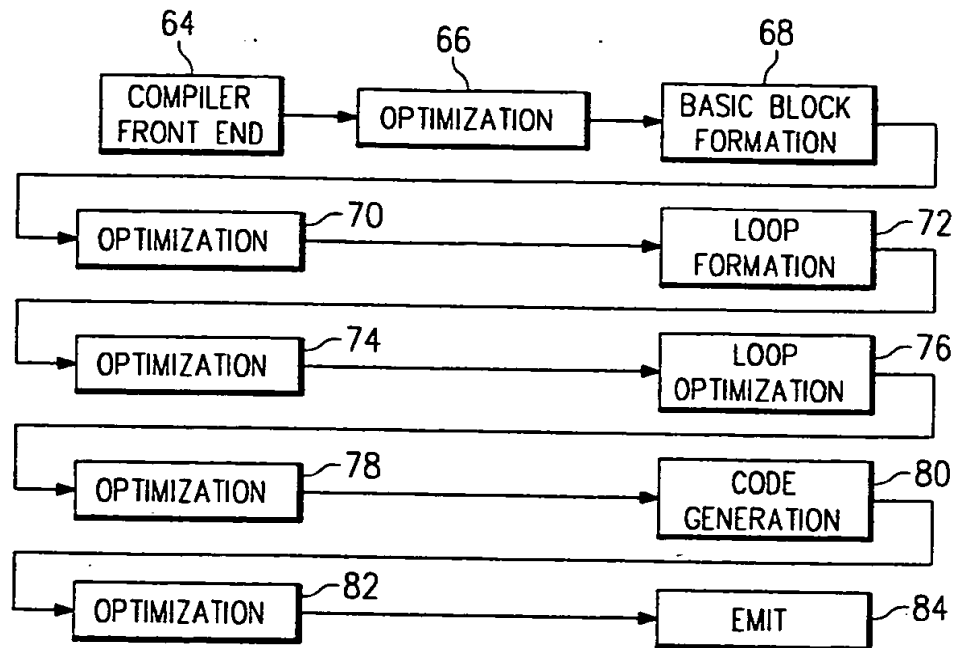 64
66
68
COMPILER
FRONT END
OPTIMIZATION
BASIC BLOCK
FORMATION
OPTIMIZATION
70
LOOP
FORMATION
72
OPTIMIZATION
74
LOOP
OPTIMIZATION
76
OPTIMIZATION
78
CODE
GENERATION
80
OPTIMIZATION
82
EMIT
84